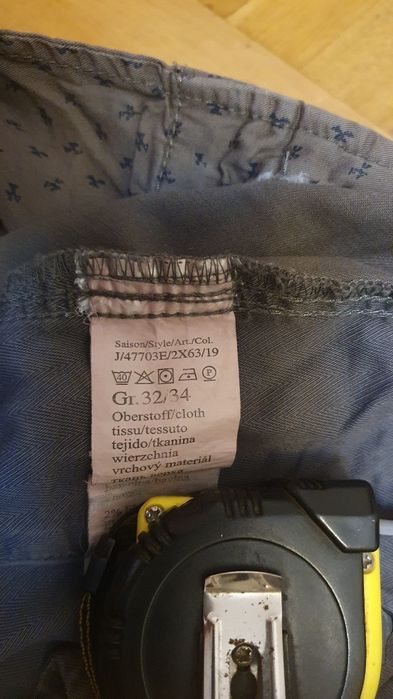 Saison/Style/Art./Col.
J/47703E/2X63/19
40 P
Gr. 32/34
Oberstoff/cloth
tissu/tessuto
tejido/tkanina
wierzchnia
vrchový materiál